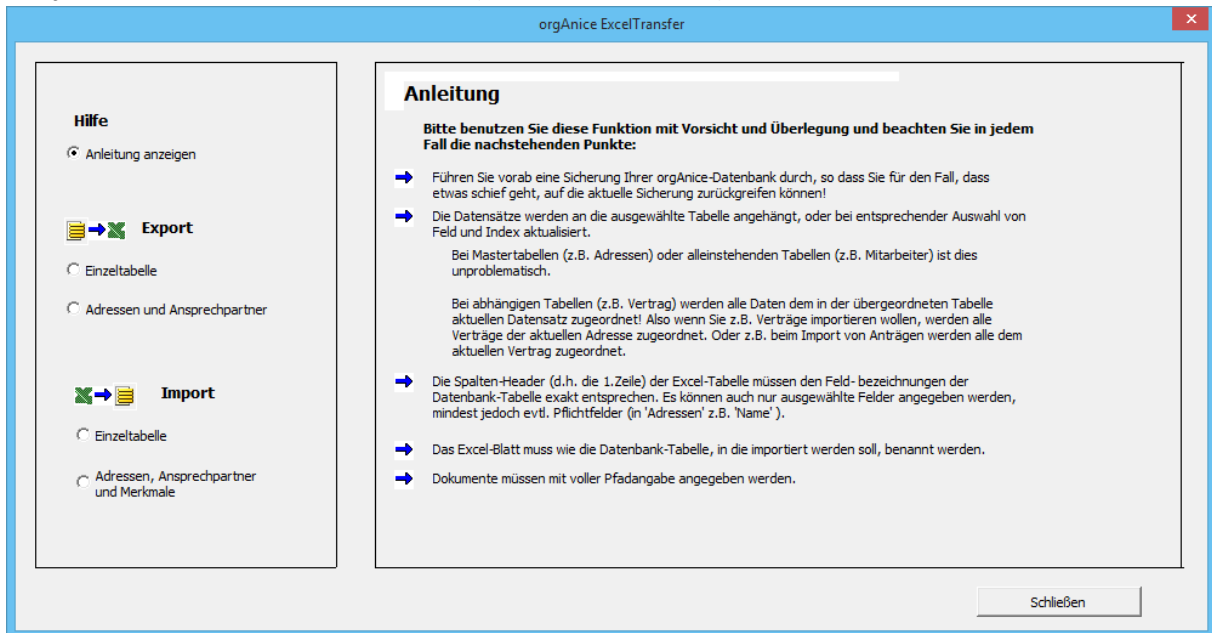 orgAnice ExcelTransfer
Hilfe
Anleitung anzeigen
Export
Einzeltabelle
Adressen und Ansprechpartner
Import
Einzeltabelle
Adressen, Ansprechpartner
und Merkmale
Anleitung
Bitte benutzen Sie diese Funktion mit Vorsicht und Überlegung und beachten Sie in jedem
Fall die nachstehenden Punkte:
Führen Sie vorab eine Sicherung Ihrer orgAnice-Datenbank durch, so dass Sie für den Fall, dass
etwas schief geht, auf die aktuelle Sicherung zurückgreifen können!
Die Datensätze werden an die ausgewählte Tabelle angehängt, oder bei entsprechender Auswahl von
Feld und Index aktualisiert.
Bei Mastertabellen (z.B. Adressen) oder alleinstehenden Tabellen (z.B. Mitarbeiter) ist dies
unproblematisch.
Bei abhängigen Tabellen (z.B. Vertrag) werden alle Daten dem in der übergeordneten Tabelle
aktuellen Datensatz zugeordnet! Also wenn Sie z.B. Verträge importieren wollen, werden alle
Verträge der aktuellen Adresse zugeordnet. Oder z.B. beim Import von Anträgen werden alle dem
aktuellen Vertrag zugeordnet.
Die Spalten-Header (d.h. die 1.Zeile) der Excel-Tabelle müssen den Feld- bezeichnungen der
Datenbank-Tabelle exakt entsprechen. Es können auch nur ausgewählte Felder angegeben werden,
mindest jedoch evtl. Pflichtfelder (in 'Adressen' z.B. 'Name' ).
Das Excel-Blatt muss wie die Datenbank-Tabelle, in die importiert werden soll, benannt werden.
Dokumente müssen mit voller Pfadangabe angegeben werden.
Schließen